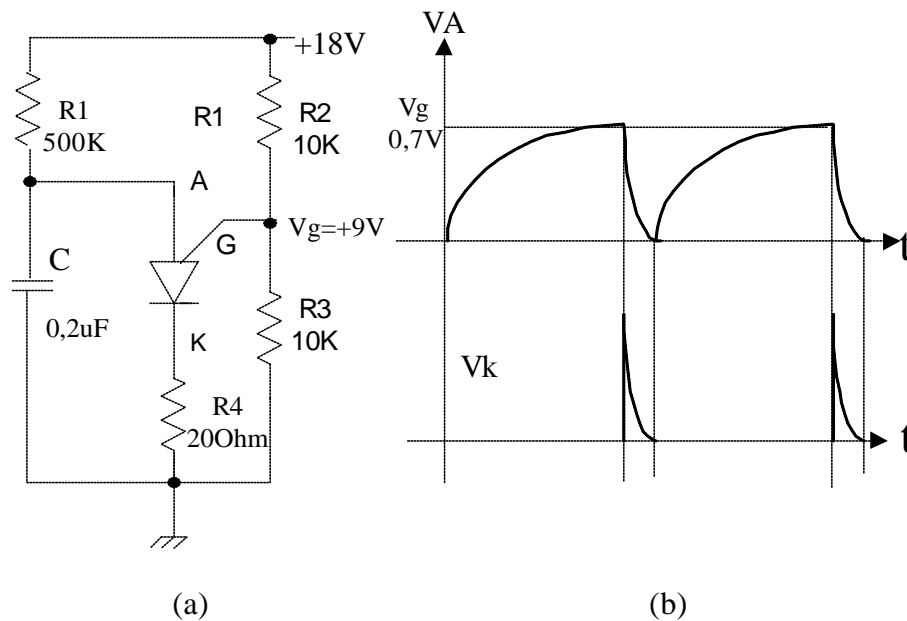 +18V
R1
500K
R1
R2
10K
A
Vg=+9V
G
C
0,2uF
K
R3
10K
R4
20Ohm
(a)
VA
Vg
0,7V
t
Vk
t
(b)